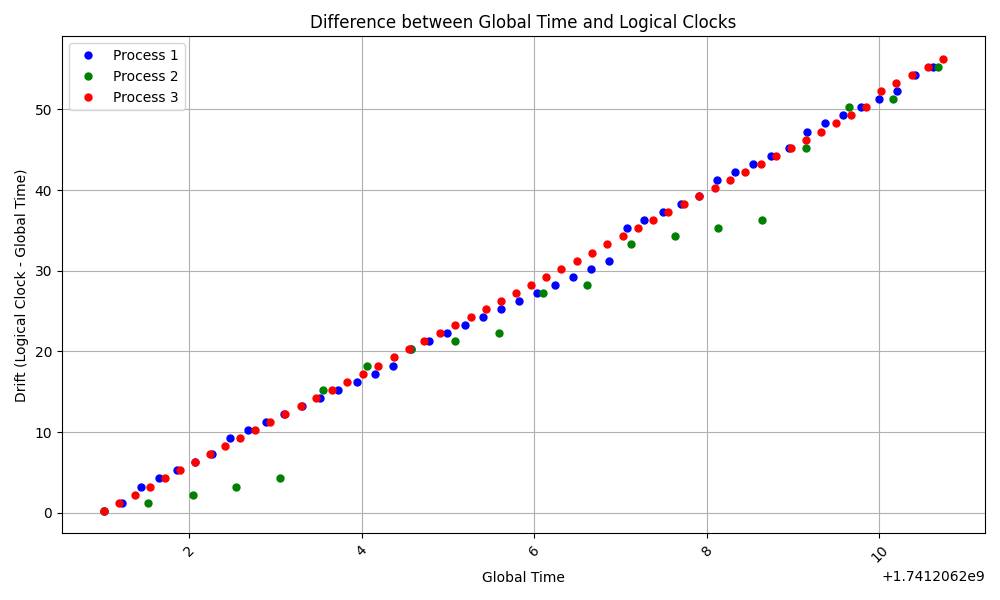 Difference between Global Time and Logical Clocks
Process 1
Process 2
Process 3
Drift (Logical Clock - Global Time)
50
40
30
20
10
0
2
4
6
8
10
Global Time
+1.7412062e9